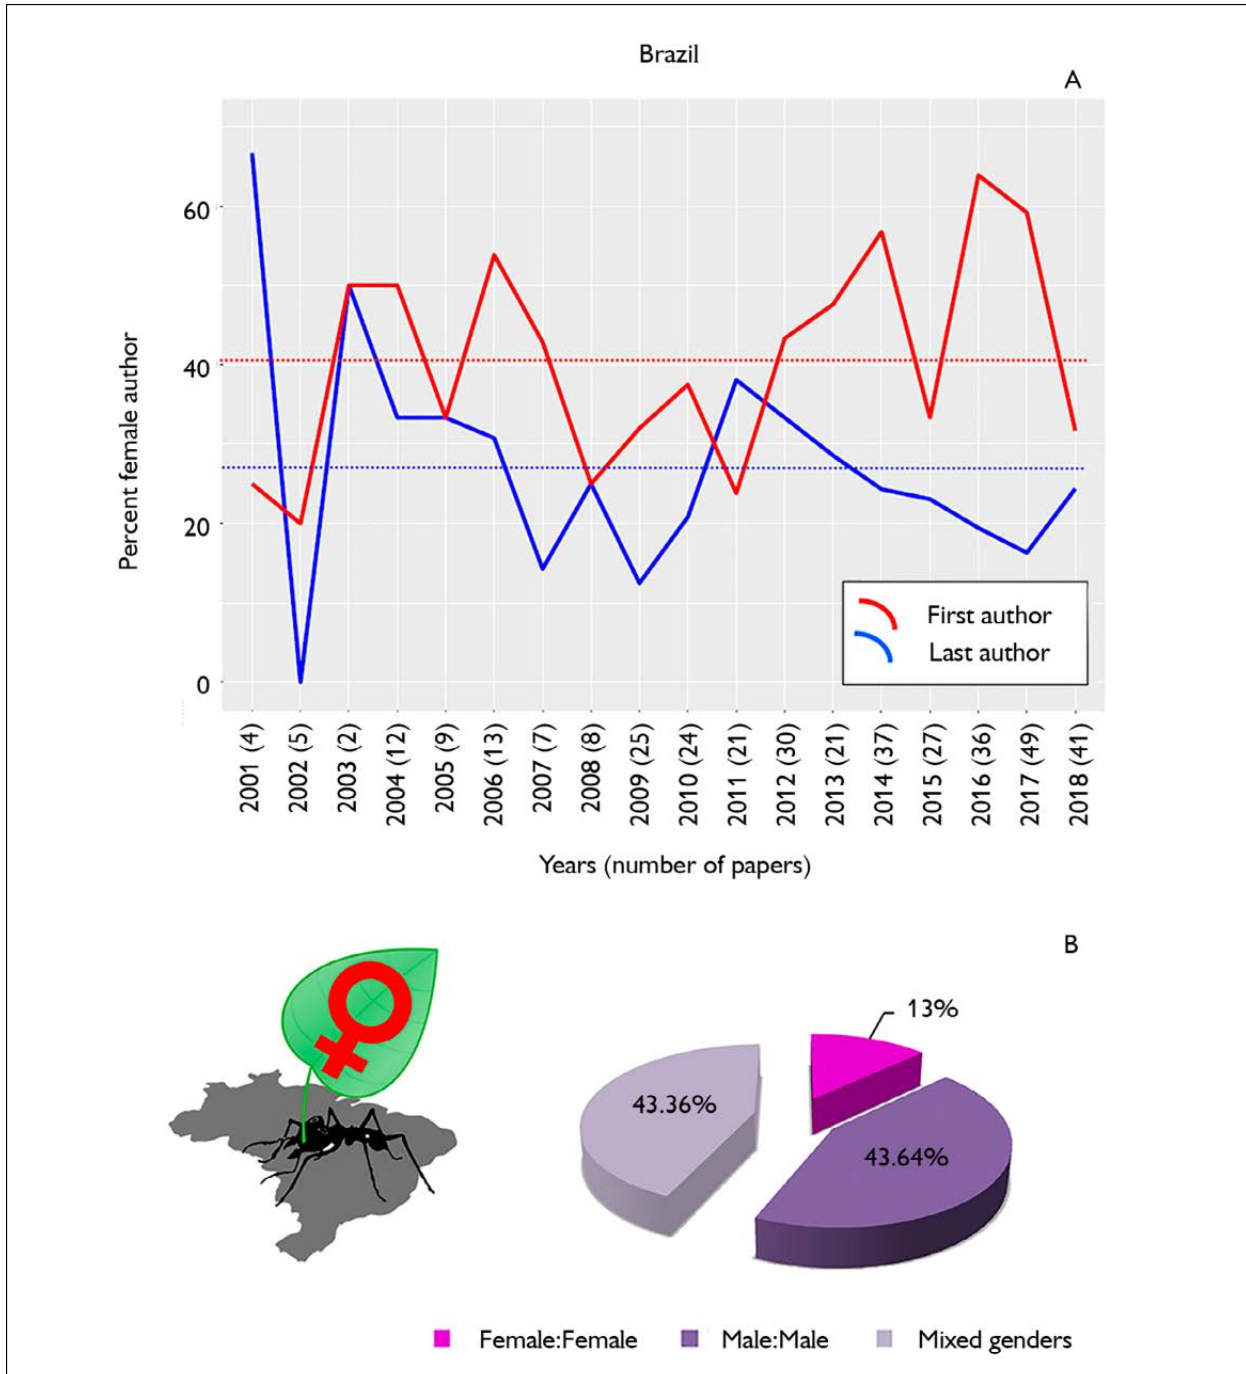 Brazil
A
Percent female author
60
40
20
0
First author
Last author
2001 (4)
2002 (5)
2003 (2)
2004 (12)
2005 (9)
2006 (13)
2007 (7)
2008 (8)
2009 (25)
2010 (24)
2011 (21)
2012 (30)
2013 (21)
2014 (37)
2015 (27)
2016 (36)
2017 (49)
2018 (41)
Years (number of papers)
B
13%
43.36%
43.64%
Female:Female
Male:Male
Mixed genders